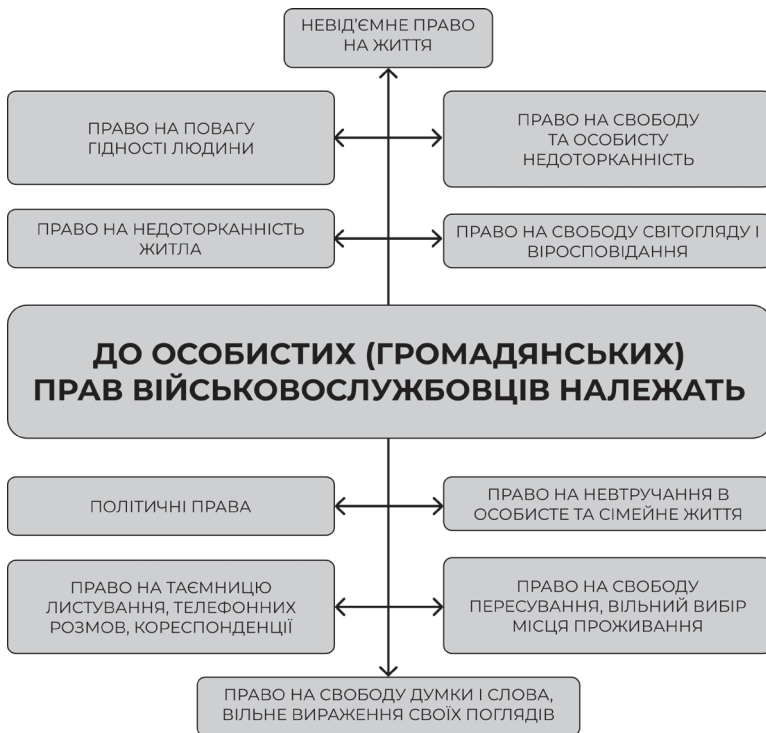 НЕВІД’ЄМНЕ ПРАВО
НА ЖИТТЯ
ПРАВО НА ПОВАГУ
ГІДНОСТІ ЛЮДИНИ
ПРАВО НА СВОБОДУ
ТА ОСОБИСТУ
НЕДОТОРКАННІСТЬ
ПРАВО НА НЕДОТОРКАННІСТЬ
ЖИТЛА
ПРАВО НА СВОБОДУ СВІТОГЛЯДУ І
ВІРОСПОВІДАННЯ
ДО ОСОБИСТИХ (ГРОМАДЯНСЬКИХ)
ПРАВ ВІЙСЬКОВОСЛУЖБОВЦІВ НАЛЕЖАТЬ
ПОЛІТИЧНІ ПРАВА
ПРАВО НА НЕВТРУЧАННЯ В
ОСОБИСТЕ ТА СІМЕЙНЕ ЖИТТЯ
ПРАВО НА ТАЄМНИЦЮ
ЛИСТУВАННЯ, ТЕЛЕФОННИХ
РОЗМОВ, КОРЕСПОНДЕНЦІЇ
ПРАВО НА СВОБОДУ
ПЕРЕСУВАННЯ, ВІЛЬНИЙ ВИБІР
МІСЦЯ ПРОЖИВАННЯ
ПРАВО НА СВОБОДУ ДУМКИ І СЛОВА,
ВІЛЬНЕ ВИРАЖЕННЯ СВОЇХ ПОГЛЯДІВ